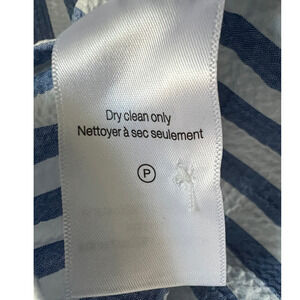 Dry clean only
Nettoyer à sec seulement
P